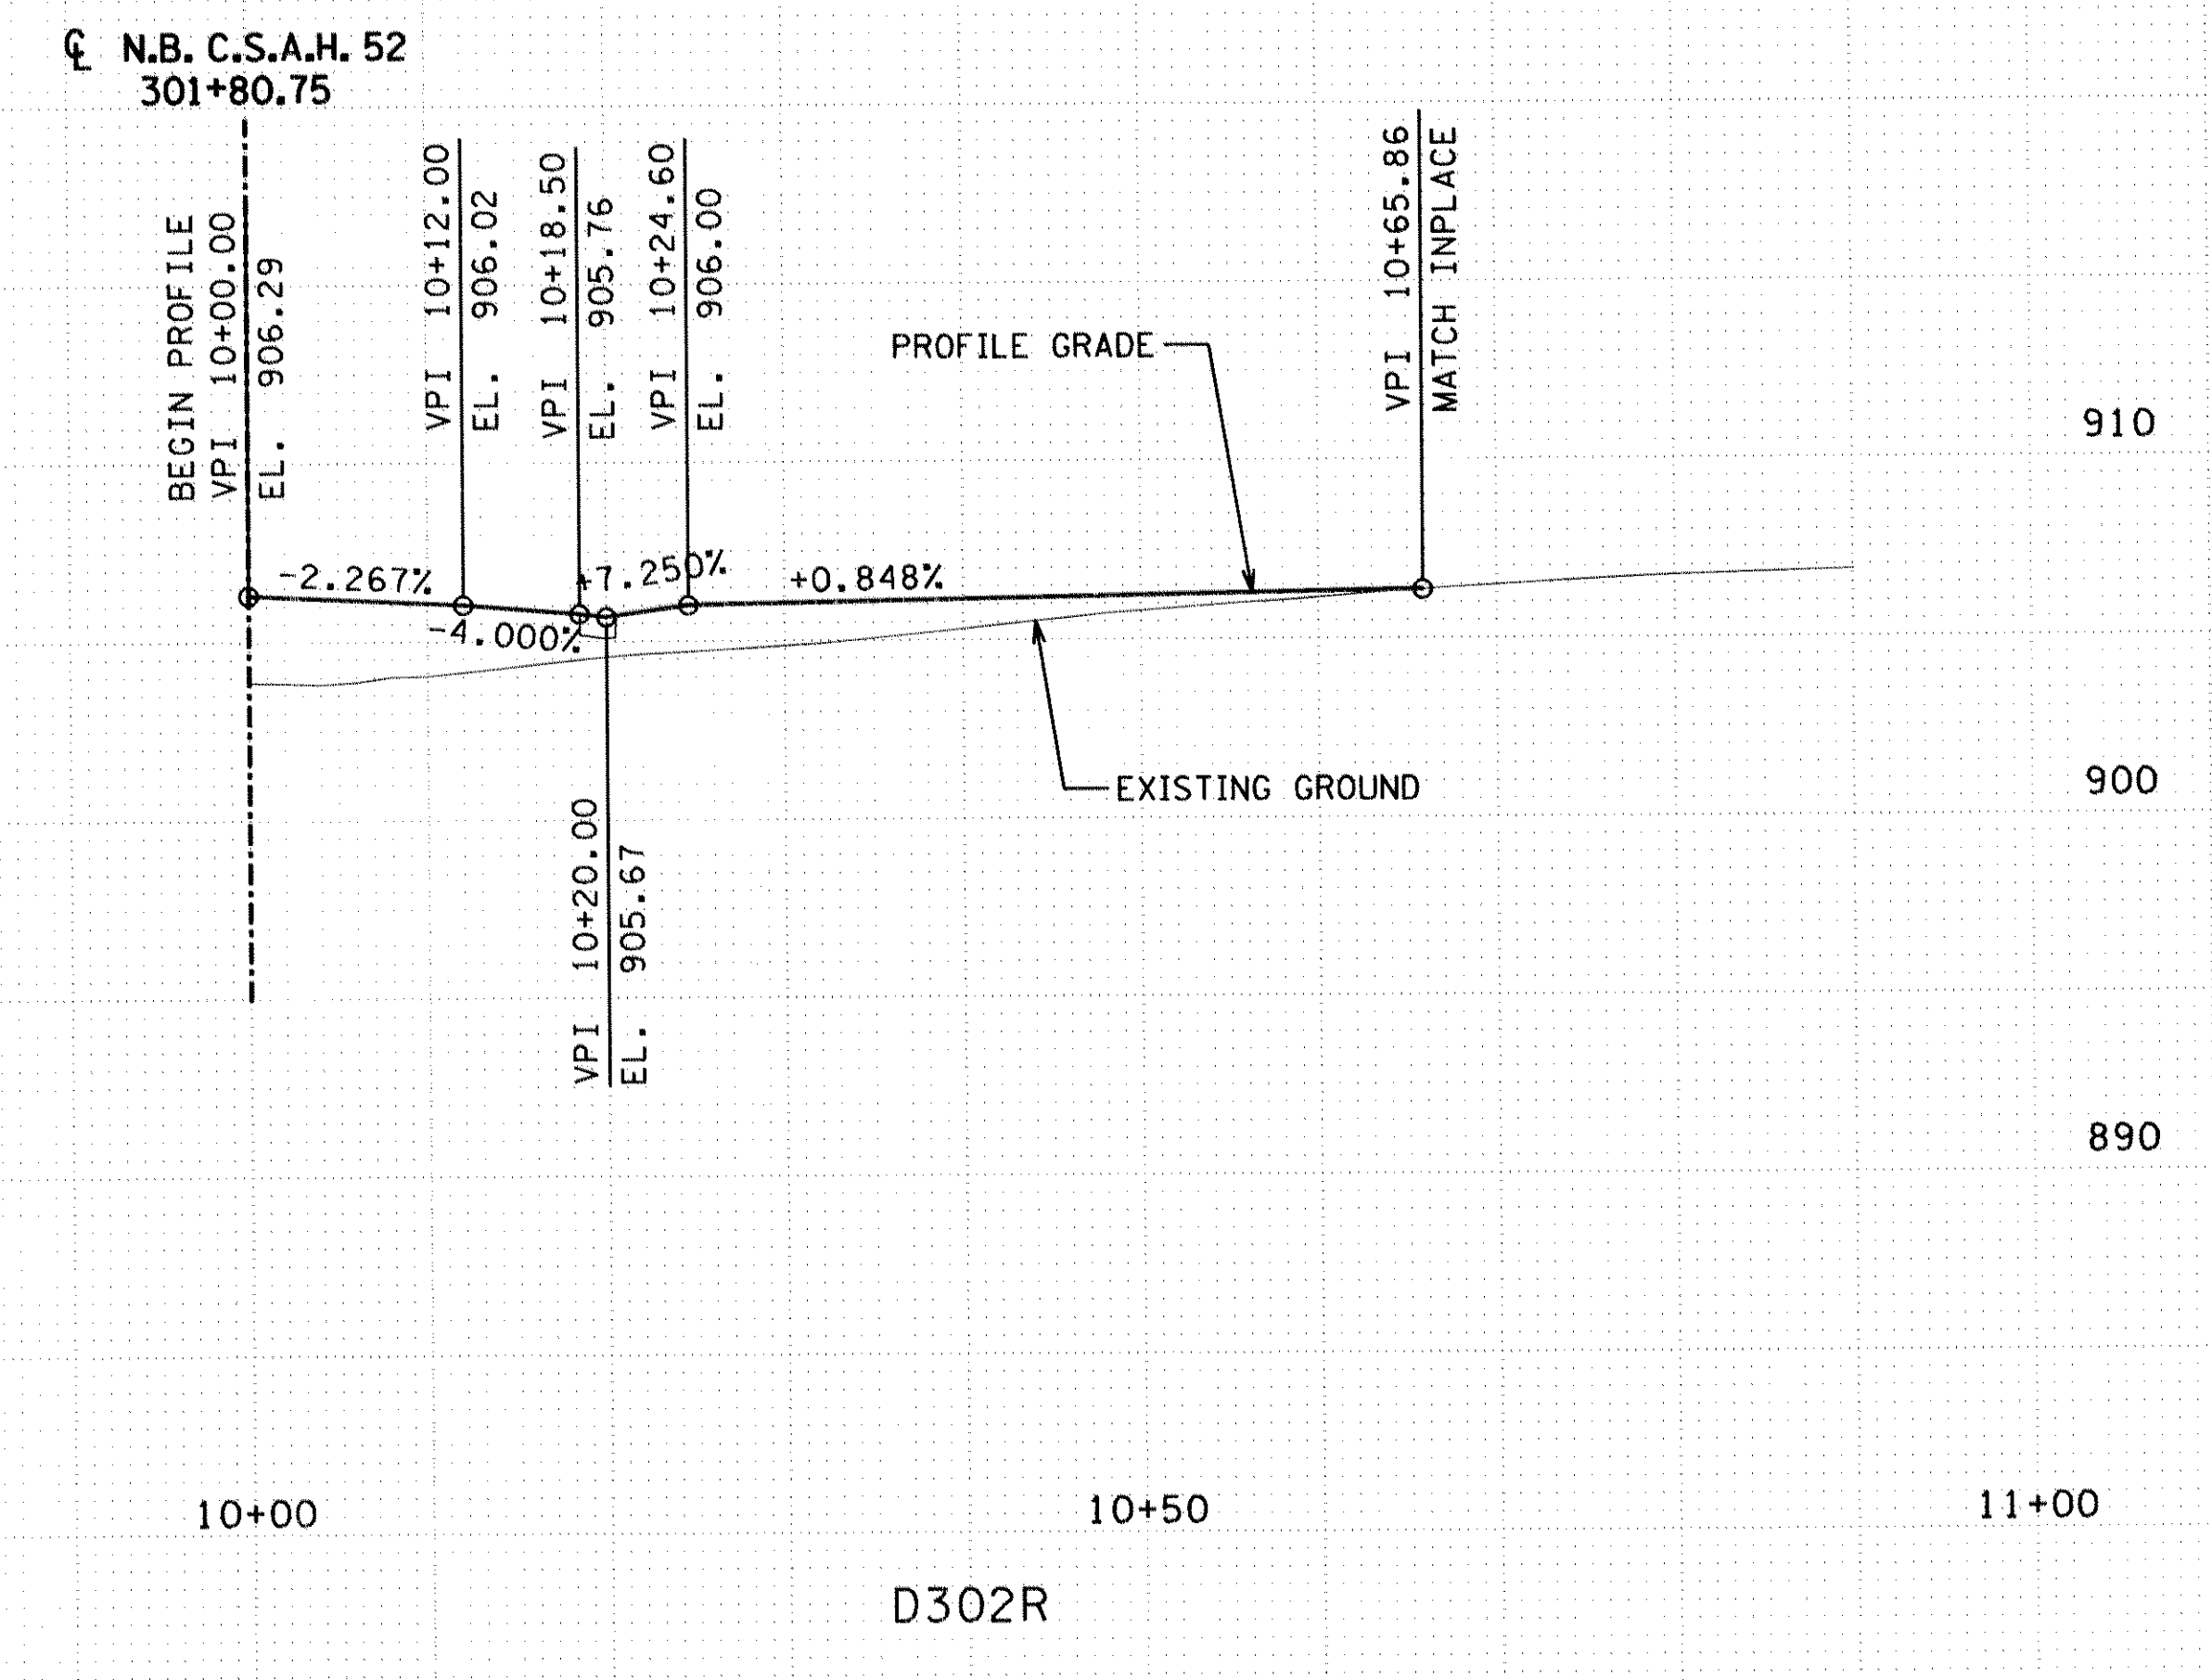 ℄ N.B. C.S.A.H. 52
301+80.75
BEGIN PROFILE
VPI 10+00.00
EL. 906.29
VPI 10+12.00
EL. 906.02
VPI 10+18.50
EL. 905.76
VPI 10+24.60
EL. 906.00
VPI 10+65.86
MATCH INPLACE
PROFILE GRADE
910
-2.267%
-4.000%
+7.250%
+0.848%
EXISTING GROUND
900
VPI 10+20.00
EL. 905.67
890
10+00
10+50
11+00
D302R